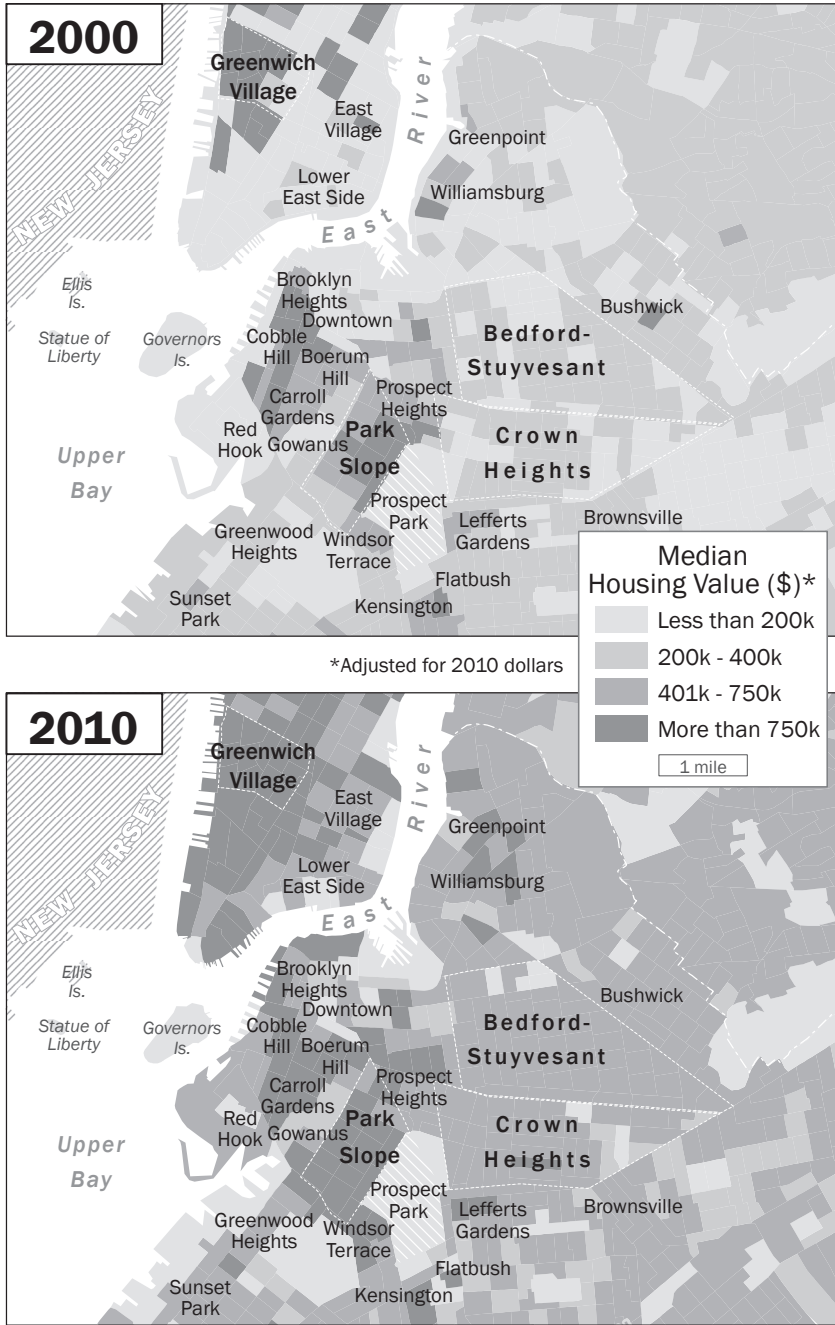 2000
NEW JERSEY
Greenwich
Village
East
Village
Lower
East Side
East
River
Greenpoint
Williamsburg
Ellis
Is.
Statue of
Liberty
Governors
Is.
Brooklyn
Heights
Downtown
Cobble
Hill
Boerum
Hill
Carroll
Gardens
Red
Hook
Gowanus
Park
Slope
Prospect
Heights
Bedford-
Stuyvesant
Bushwick
Crown
Heights
Upper
Bay
Prospect
Park
Greenwood
Heights
Windsor
Terrace
Lefferts
Gardens
Brownsville
Flatbush
Sunset
Park
Kensington
Median
Housing Value ($)*
Less than 200k
200k - 400k
401k - 750k
More than 750k
1 mile
*Adjusted for 2010 dollars
2010
NEW JERSEY
Greenwich
Village
East
Village
Lower
East Side
East
River
Greenpoint
Williamsburg
Ellis
Is.
Statue of
Liberty
Governors
Is.
Brooklyn
Heights
Downtown
Cobble
Hill
Boerum
Hill
Carroll
Gardens
Red
Hook
Gowanus
Park
Slope
Prospect
Heights
Bedford-
Stuyvesant
Bushwick
Crown
Heights
Upper
Bay
Prospect
Park
Greenwood
Heights
Windsor
Terrace
Lefferts
Gardens
Brownsville
Flatbush
Sunset
Park
Kensington